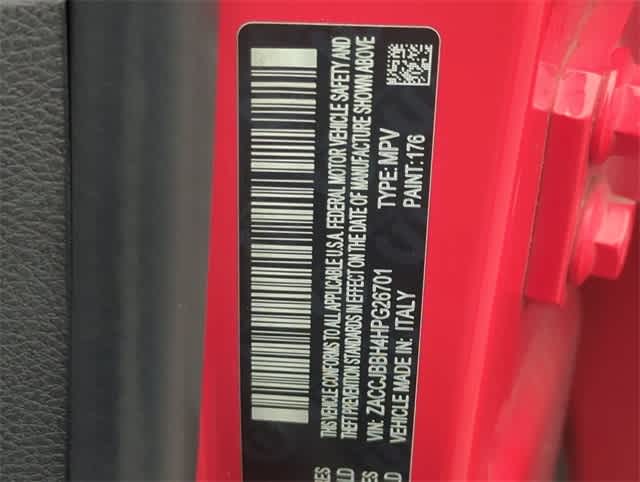 THIS VEHICLE CONFORMS TO ALL APPLICABLE U.S.A. FEDERAL MOTOR VEHICLE SAFETY AND
THEFT PREVENTION STANDARDS IN EFFECT ON THE DATE OF MANUFACTURE SHOWN ABOVE
VIN: ZACCJBBH4HPG26701 TYPE: MPV
VEHICLE MADE IN: ITALY PAINT: 176